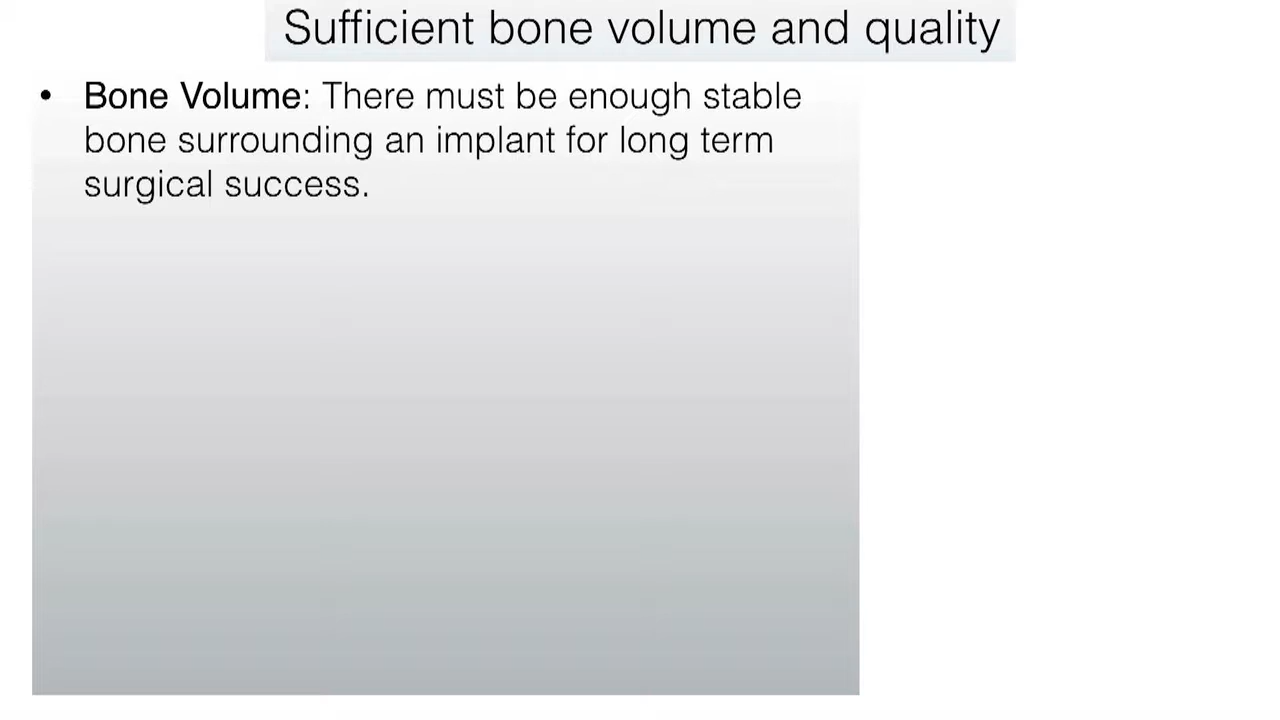 Sufficient bone volume and quality
• Bone Volume: There must be enough stable
bone surrounding an implant for long term
surgical success.